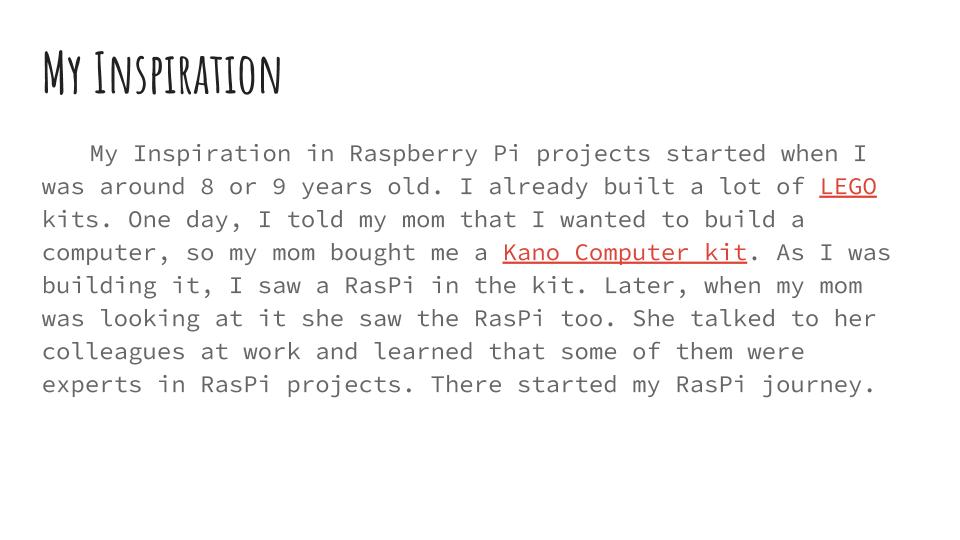 My Inspiration
My Inspiration in Raspberry Pi projects started when I
was around 8 or 9 years old. I already built a lot of LEGO
kits. One day, I told my mom that I wanted to build a
computer, so my mom bought me a Kano Computer kit. As I was
building it, I saw a RasPi in the kit. Later, when my mom
was looking at it she saw the RasPi too. She talked to her
colleagues at work and learned that some of them were
experts in RasPi projects. There started my RasPi journey.